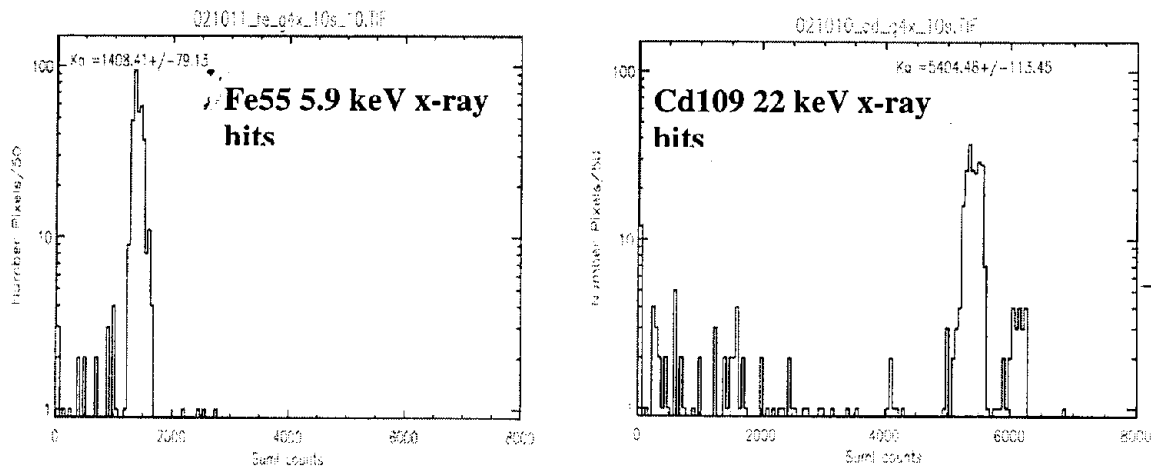 021011_fe_g4x_10s_10.TIF
Kα =1408.41+/-79.13
Fe55 5.9 keV x-ray
hits
Number Pixels/50
100
10
1
0
2000
4000
6000
8000
Sum counts
021010_cd_g4x_10s.TIF
Kα =5404.48+/-113.45
Cd109 22 keV x-ray
hits
Number Pixels/50
100
10
1
0
2000
4000
6000
8000
counts